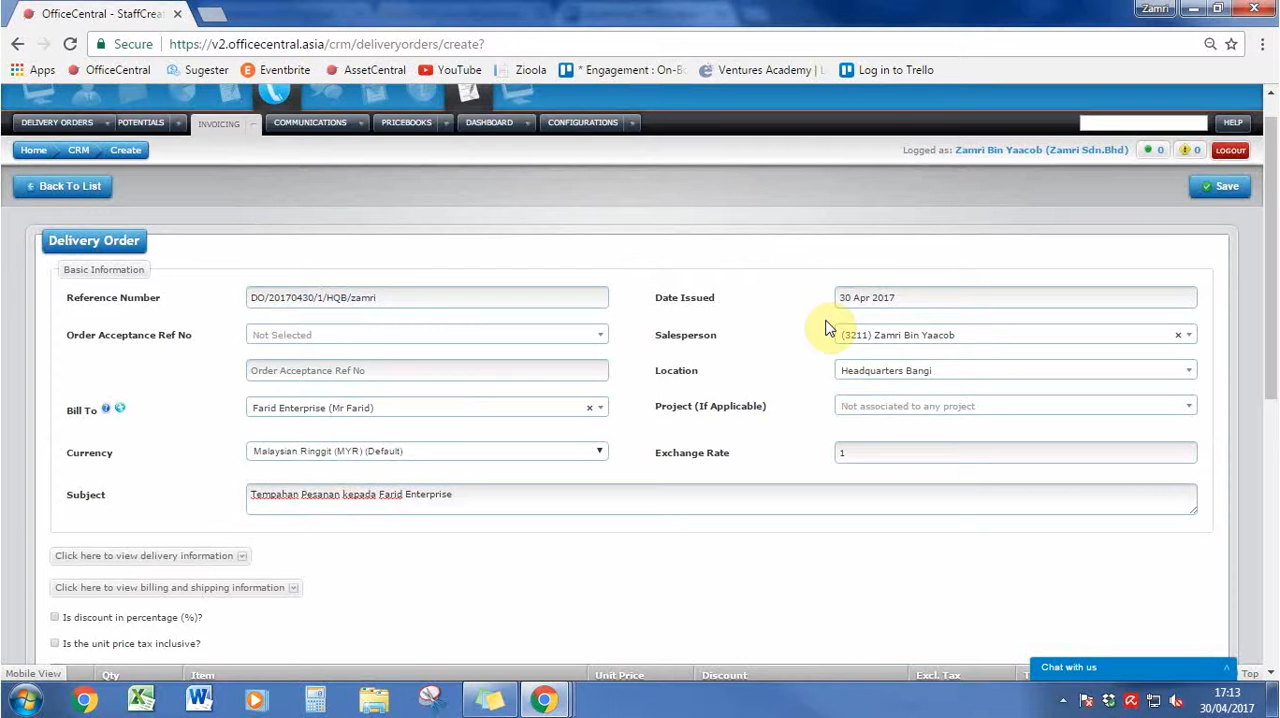 OfficeCentral - StaffCrea
Zamri
Secure
https://v2.officecentral.asia/crm/deliveryorders/create?
Apps
OfficeCentral
Sugester
Eventbrite
AssetCentral
YouTube
Zioola
* Engagement : On-B
Ventures Academy | L
Log in to Trello
DELIVERY ORDERS
POTENTIALS
INVOICING
COMMUNICATIONS
PRICEBOOKS
DASHBOARD
CONFIGURATIONS
HELP
Home
CRM
Create
Logged as: Zamri Bin Yaacob (Zamri Sdn.Bhd)
0
0
LOGOUT
Back To List
Save
Delivery Order
Basic Information
Reference Number
DO/20170430/1/HQB/zamri
Date Issued
30 Apr 2017
Order Acceptance Ref No
Not Selected
Salesperson
(3211) Zamri Bin Yaacob
Order Acceptance Ref No
Location
Headquarters Bangi
Bill To
Farid Enterprise (Mr Farid)
Project (If Applicable)
Not associated to any project
Currency
Malaysian Ringgit (MYR) (Default)
Exchange Rate
1
Subject
Tempahan Pesanan kepada Farid Enterprise
Click here to view delivery information
Click here to view billing and shipping information
Is discount in percentage (%)?
Is the unit price tax inclusive?
Mobile View
Qty
Item
Unit Price
Discount
Excl. Tax
Chat with us
Top
17:13
30/04/2017